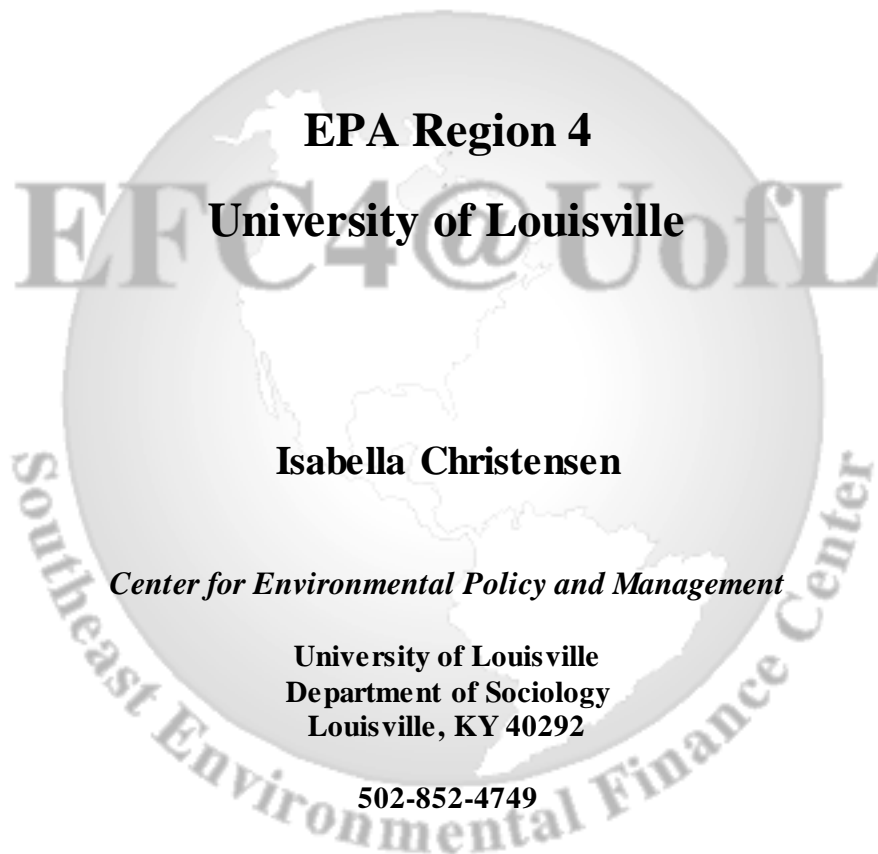 EPA Region 4
EFC4@UofL
University of Louisville
Isabella Christensen
Center for Environmental Policy and Management
University of Louisville
Department of Sociology
Louisville, KY 40292
502-852-4749
Southeast Environmental Finance Center